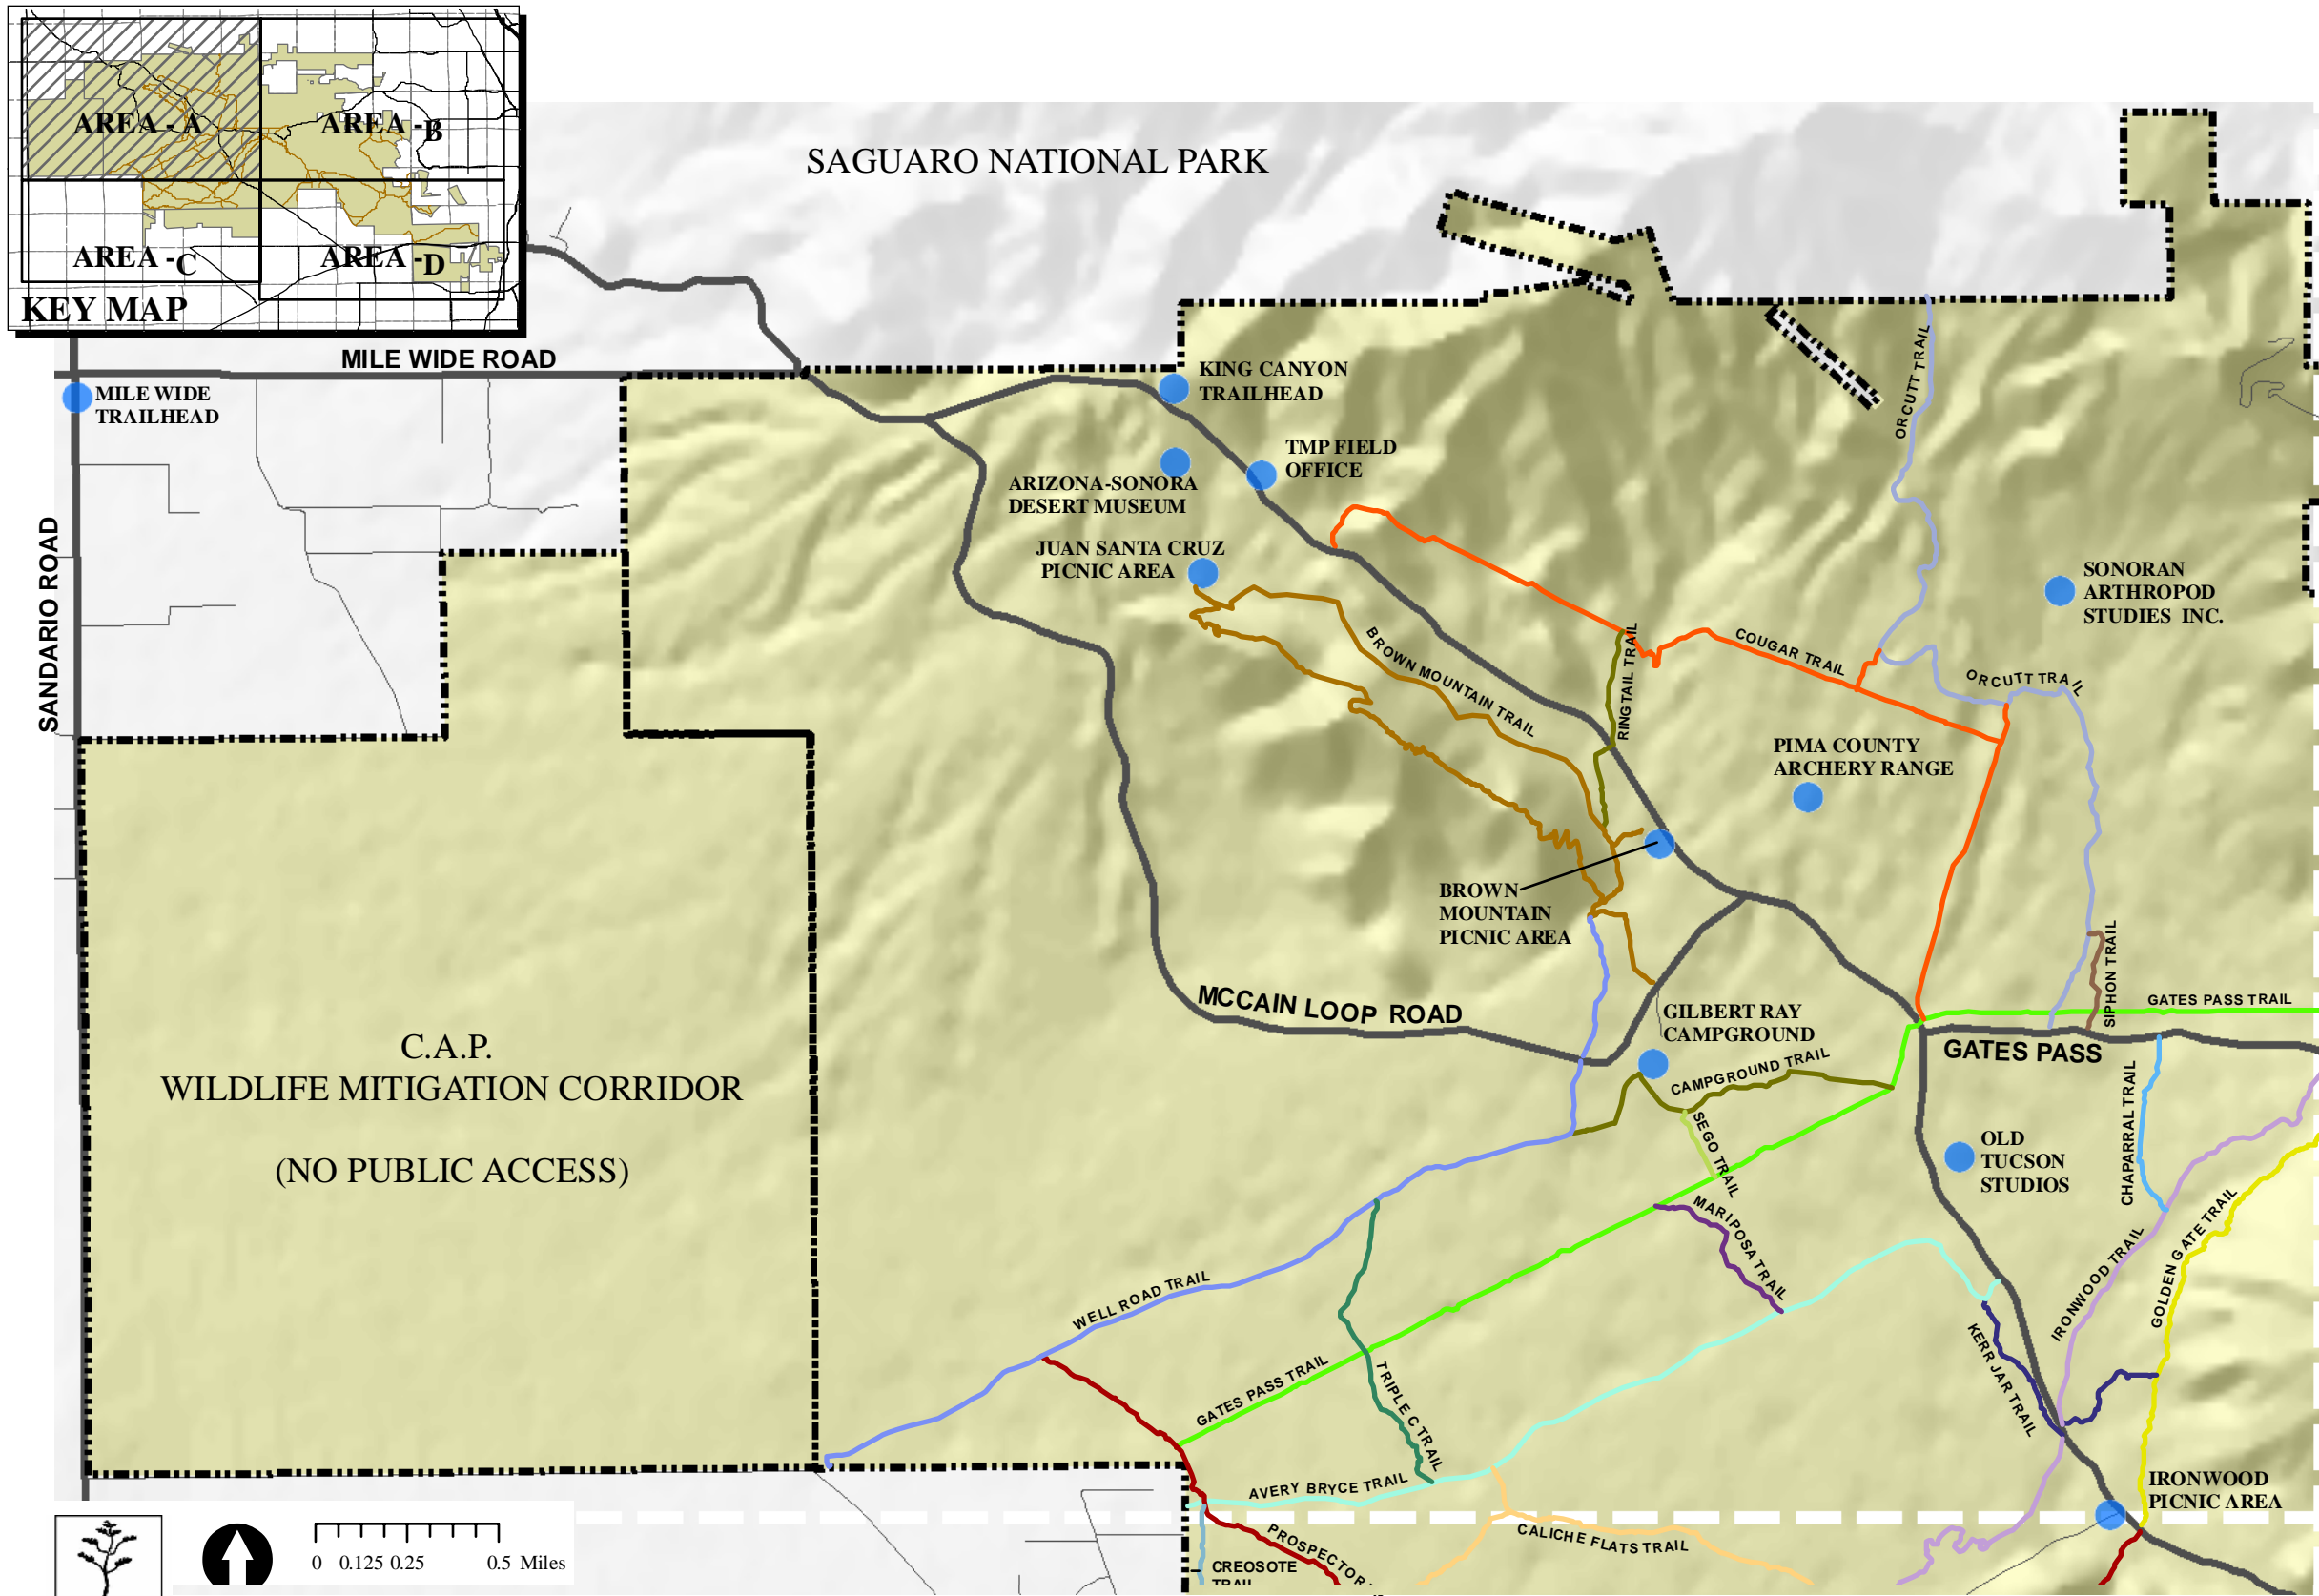 AREA - A
AREA -B
AREA -C
AREA -D
KEY MAP
SAGUARO NATIONAL PARK
MILE WIDE ROAD
MILE WIDE
TRAILHEAD
SANDARIO ROAD
KING CANYON
TRAILHEAD
TMP FIELD
OFFICE
ARIZONA-SONORA
DESERT MUSEUM
JUAN SANTA CRUZ
PICNIC AREA
BROWN MOUNTAIN TRAIL
RINGTAIL TRAIL
COUGAR TRAIL
ORCUTT TRAIL
ORCUTT TRAIL
SONORAN
ARTHROPOD
STUDIES INC.
PIMA COUNTY
ARCHERY RANGE
BROWN
MOUNTAIN
PICNIC AREA
MCCAIN LOOP ROAD
GILBERT RAY
CAMPGROUND
CAMPGROUND TRAIL
SEGO TRAIL
SIPHON TRAIL
GATES PASS TRAIL
GATES PASS
C.A.P.
WILDLIFE MITIGATION CORRIDOR
(NO PUBLIC ACCESS)
OLD
TUCSON
STUDIOS
CHAPARRAL TRAIL
MARIPOSA TRAIL
IRONWOOD TRAIL
GOLDEN GATE TRAIL
WELL ROAD TRAIL
GATES PASS TRAIL
TRIPLE C TRAIL
KERR JAR TRAIL
AVERY BRYCE TRAIL
IRONWOOD
PICNIC AREA
CALICHE FLATS TRAIL
PROSPECTOR
CREOSOTE
TRAIL
0 0.125 0.25 0.5 Miles